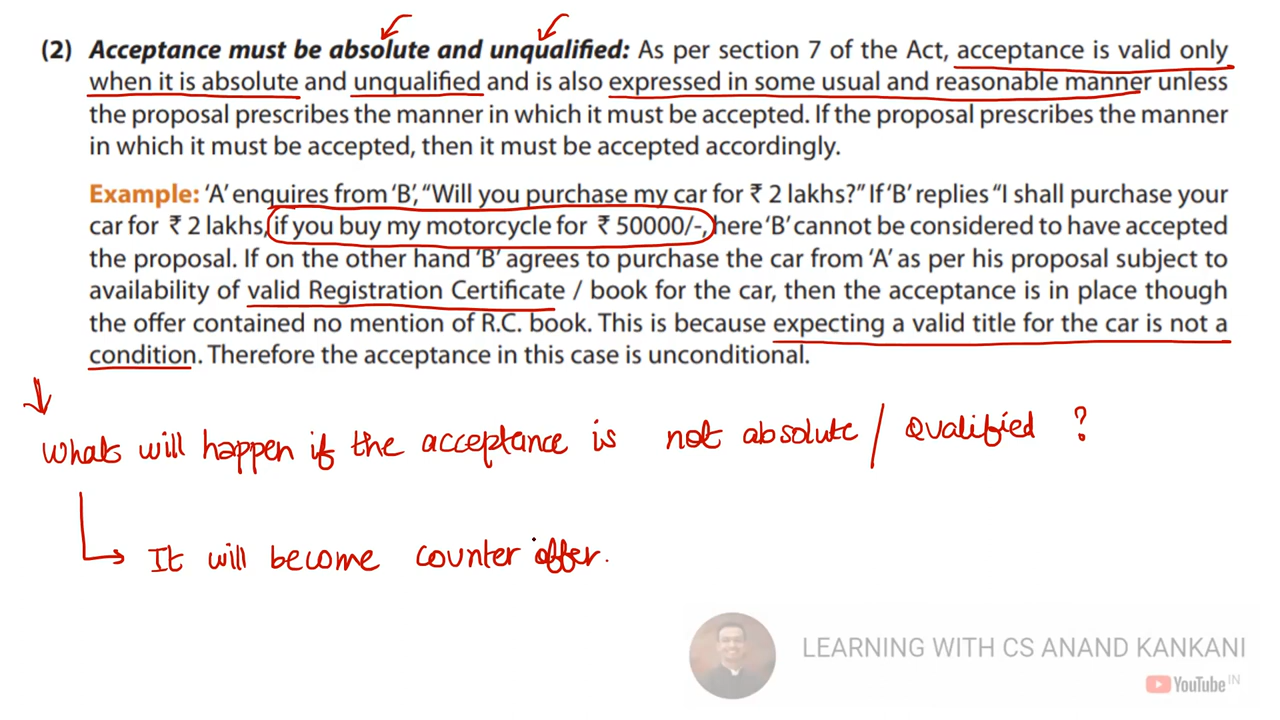 (2) Acceptance must be absolute and unqualified: As per section 7 of the Act, acceptance is valid only
when it is absolute and unqualified and is also expressed in some usual and reasonable manner unless
the proposal prescribes the manner in which it must be accepted. If the proposal prescribes the manner
in which it must be accepted, then it must be accepted accordingly.
Example: ‘A’ enquires from ‘B’, “Will you purchase my car for ₹ 2 lakhs?” If ‘B’ replies “I shall purchase your
car for ₹ 2 lakhs, if you buy my motorcycle for ₹ 50000/-, here ‘B’ cannot be considered to have accepted
the proposal. If on the other hand ‘B’ agrees to purchase the car from ‘A’ as per his proposal subject to
availability of valid Registration Certificate / book for the car, then the acceptance is in place though
the offer contained no mention of R.C. book. This is because expecting a valid title for the car is not a
condition. Therefore the acceptance in this case is unconditional.
Whats will happen if the acceptance is not absolute / Qualified ?
It will become counter offer.
LEARNING WITH CS ANAND KANKANI
YouTube IN